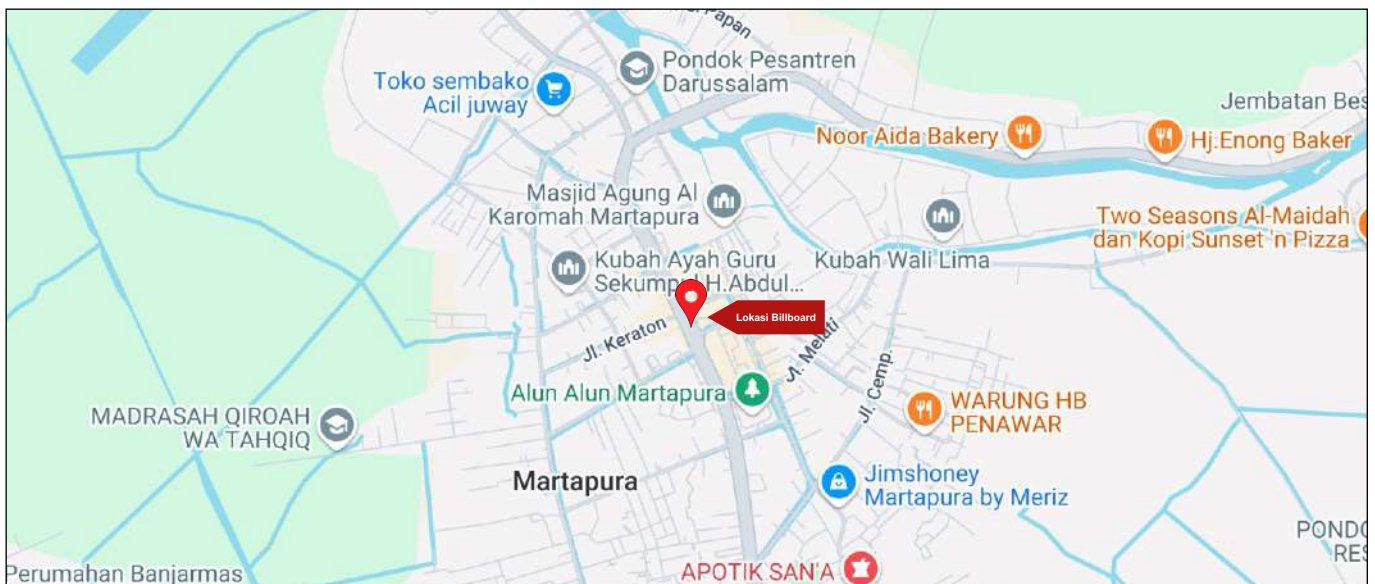 Papan
Pondok Pesantren
Darussalam
Toko sembako
Acil juway
Jembatan Bes
Noor Aida Bakery
Hj.Enong Baker
Masjid Agung Al
Karomah Martapura
Two Seasons Al-Maidah
dan Kopi Sunset 'n Pizza
Kubah Ayah Guru
Sekumpul H.Abdul...
Kubah Wali Lima
Lokasi Billboard
Jl. Keraton
Jl. Melati
Jl. Cemp.
Alun Alun Martapura
WARUNG HB
PENAWAR
MADRASAH QIROAH
WA TAHQIQ
Martapura
Jimshoney
Martapura by Meriz
PONDO
RES
Perumahan Banjarmas
APOTIK SAN'A